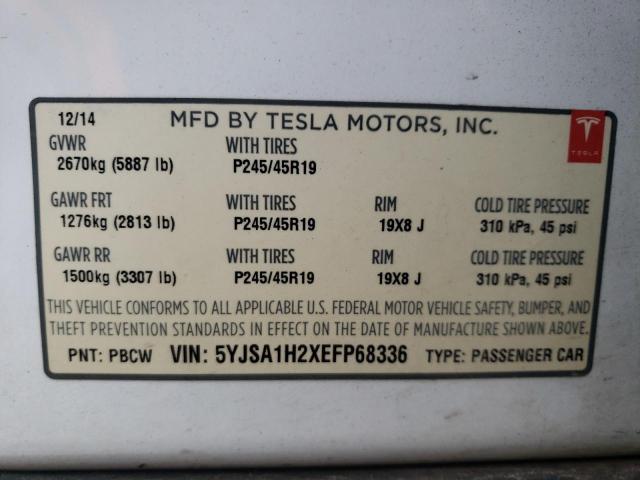 12/14 MFD BY TESLA MOTORS, INC.
TESLA
GVWR WITH TIRES
2670kg (5887 lb) P245/45R19
GAWR FRT WITH TIRES RIM COLD TIRE PRESSURE
1276kg (2813 lb) P245/45R19 19X8 J 310 kPa, 45 psi
GAWR RR WITH TIRES RIM COLD TIRE PRESSURE
1500kg (3307 lb) P245/45R19 19X8 J 310 kPa, 45 psi
THIS VEHICLE CONFORMS TO ALL APPLICABLE U.S. FEDERAL MOTOR VEHICLE SAFETY, BUMPER, AND
THEFT PREVENTION STANDARDS IN EFFECT ON THE DATE OF MANUFACTURE SHOWN ABOVE.
PNT: PBCW VIN: 5YJSA1H2XEFP68336 TYPE: PASSENGER CAR